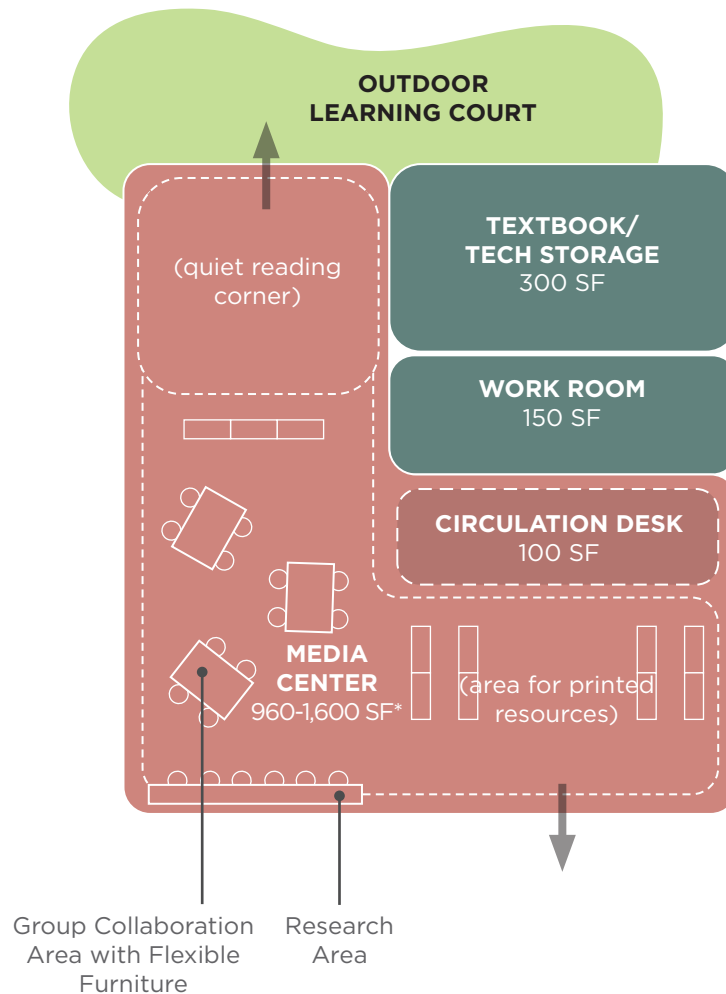 OUTDOOR
LEARNING COURT
TEXTBOOK/
TECH STORAGE
300 SF
(quiet reading
corner)
WORK ROOM
150 SF
CIRCULATION DESK
100 SF
MEDIA
CENTER
960-1,600 SF*
(area for printed
resources)
Group Collaboration
Area with Flexible
Furniture
Research
Area